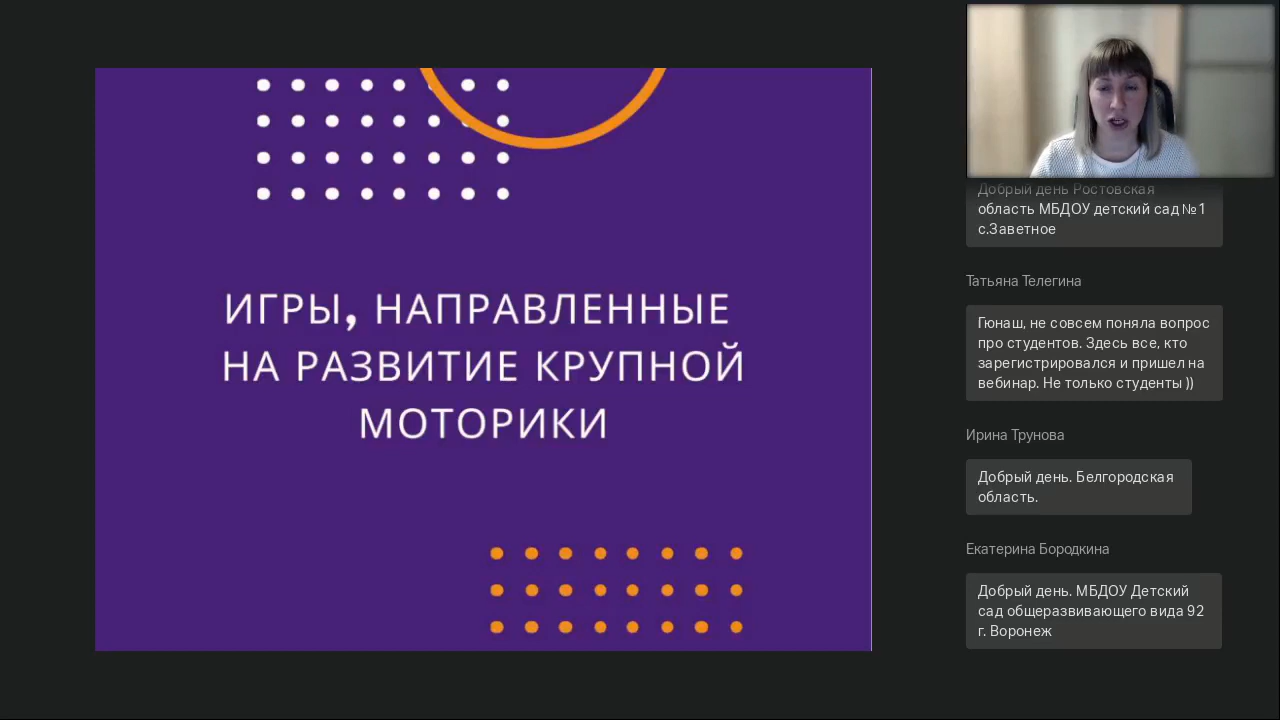 ИГРЫ, НАПРАВЛЕННЫЕ
НА РАЗВИТИЕ КРУПНОЙ
МОТОРИКИ
Добрый день Ростовская
область МБДОУ детский сад №1
с.Заветное
Татьяна Телегина
Гюнаш, не совсем поняла вопрос
про студентов. Здесь все, кто
зарегистрировался и пришел на
вебинар. Не только студенты ))
Ирина Трунова
Добрый день. Белгородская
область.
Екатерина Бородкина
Добрый день. МБДОУ Детский
сад общеразвивающего вида 92
г. Воронеж